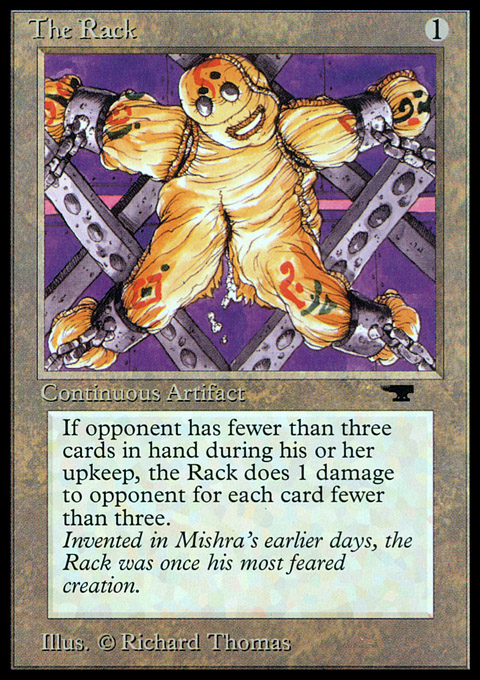 The Rack 1
Continuous Artifact
If opponent has fewer than three
cards in hand during his or her
upkeep, the Rack does 1 damage
to opponent for each card fewer
than three.
Invented in Mishra's earlier days, the
Rack was once his most feared
creation.
Illus. © Richard Thomas